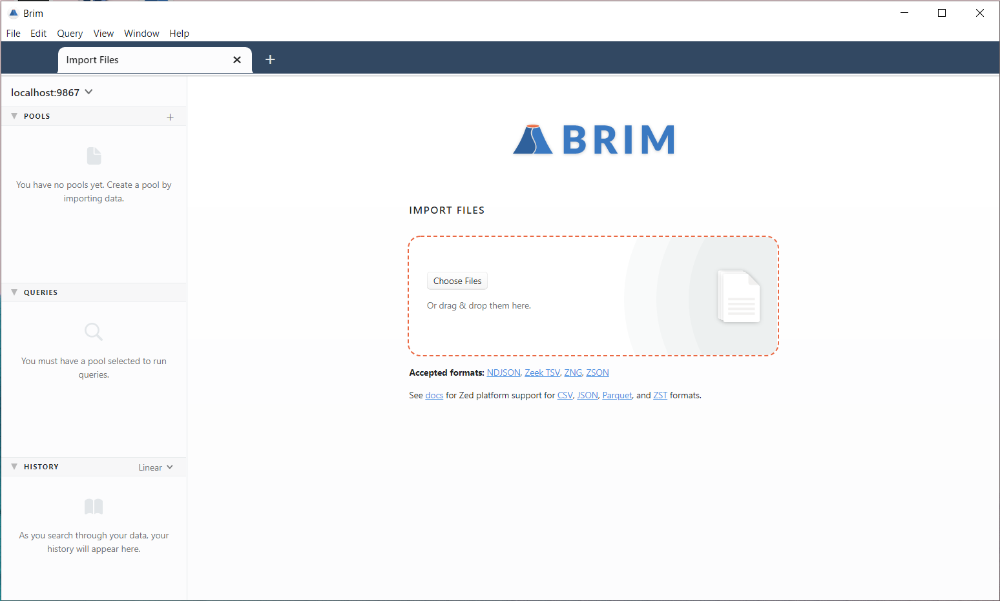 Brim
File Edit Query View Window Help
Import Files
localhost:9867
POOLS
You have no pools yet. Create a pool by
importing data.
QUERIES
You must have a pool selected to run
queries.
HISTORY Linear
As you search through your data, your
history will appear here.
BRIM
IMPORT FILES
Choose Files
Or drag & drop them here.
Accepted formats: NDJSON, Zeek TSV, ZNG, ZSON
See docs for Zed platform support for CSV, JSON, Parquet, and ZST formats.